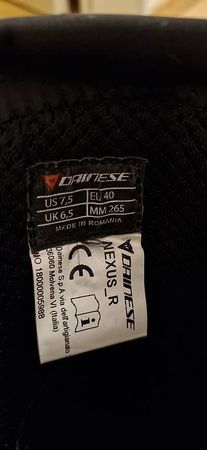 DAINESE
US 7,5 EU 40
UK 6,5 MM 265
MADE IN ROMANIA
DAINESE
NEXUS_R
CE
i
Dainese S.p.A via dell'artigianato
36060 Molvena VI (Italia)